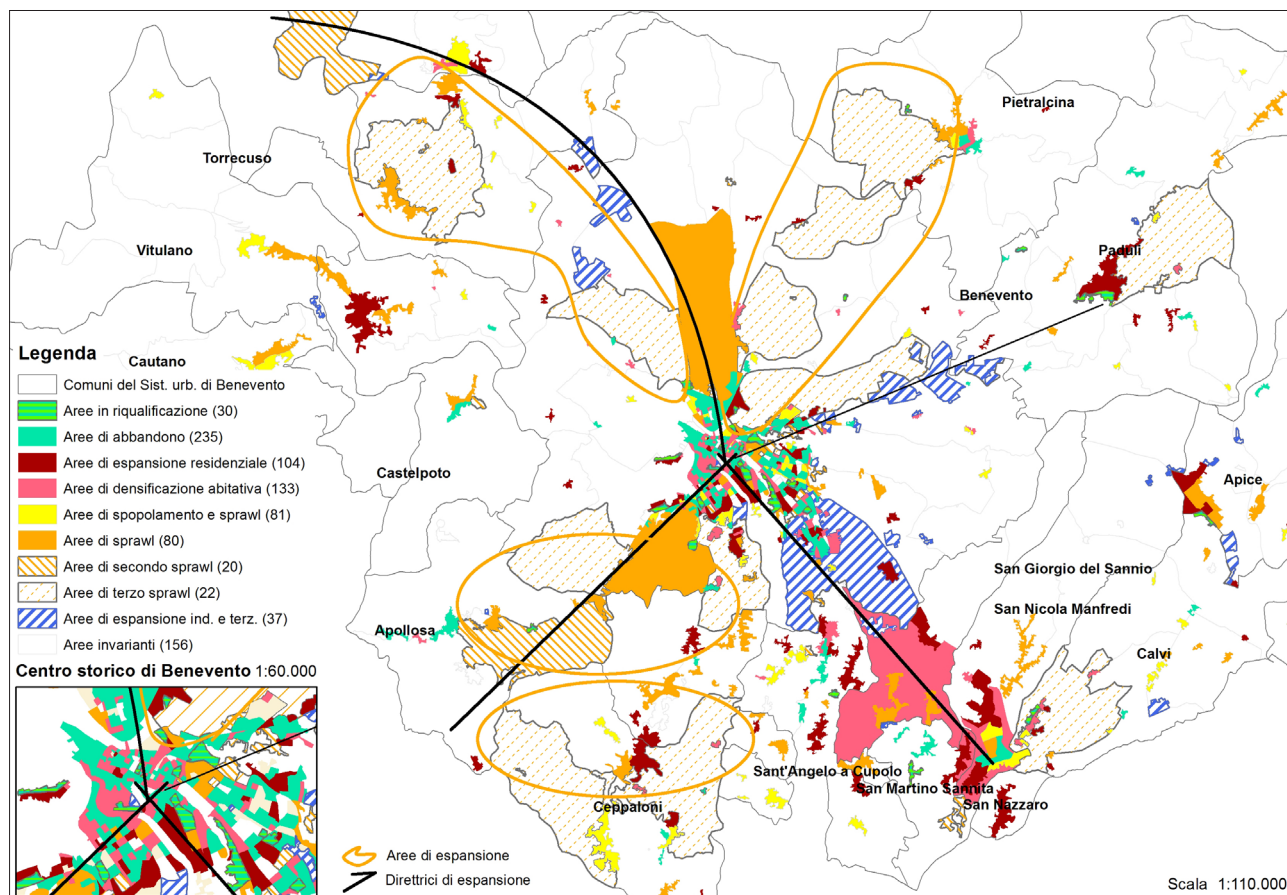 Pietralcina
Torrecuso
Vitulano
Paduli
Benevento
Legenda
Cautano
Comuni del Sist. urb. di Benevento
Aree in riqualificazione (30)
Aree di abbandono (235)
Aree di espansione residenziale (104)
Aree di densificazione abitativa (133)
Aree di spopolamento e sprawl (81)
Aree di sprawl (80)
Aree di secondo sprawl (20)
Aree di terzo sprawl (22)
Aree di espansione ind. e terz. (37)
Aree invarianti (156)
Castelpoto
Apice
San Giorgio del Sannio
San Nicola Manfredi
Apollosa
Calvi
Centro storico di Benevento 1:60.000
Sant'Angelo a Cupolo
San Martino Sannita
San Nazzaro
Ceppaloni
Aree di espansione
Direttrici di espansione
Scala 1:110.000